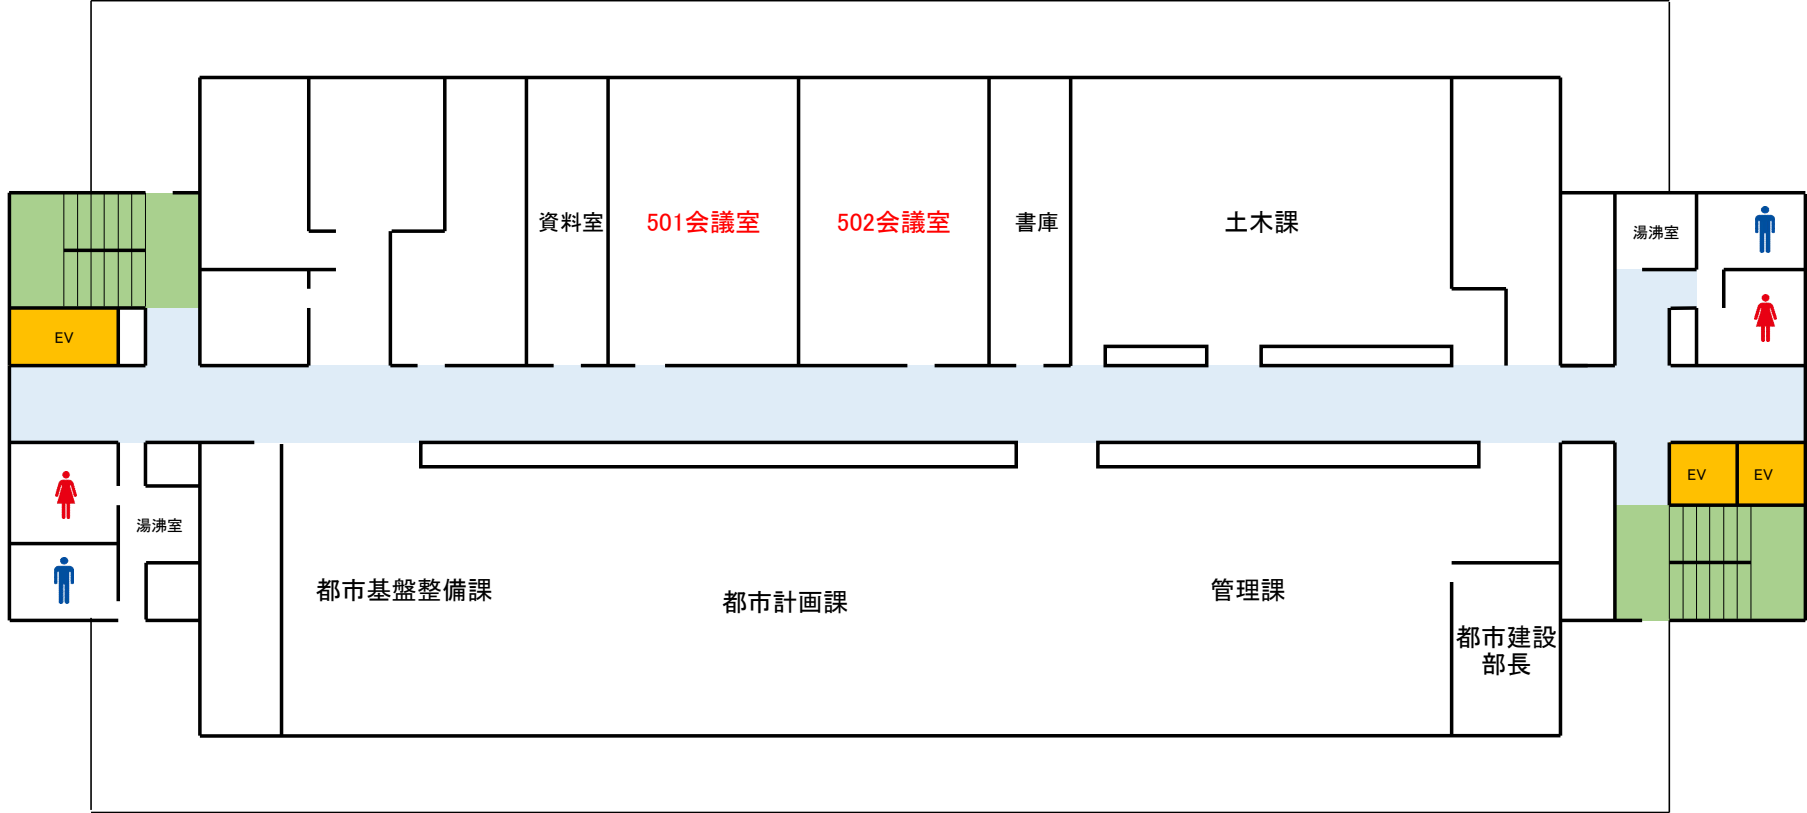 資料室
501会議室
502会議室
書庫
土木課
湯沸室
EV
EV
EV
湯沸室
都市基盤整備課
都市計画課
管理課
都市建設
部長